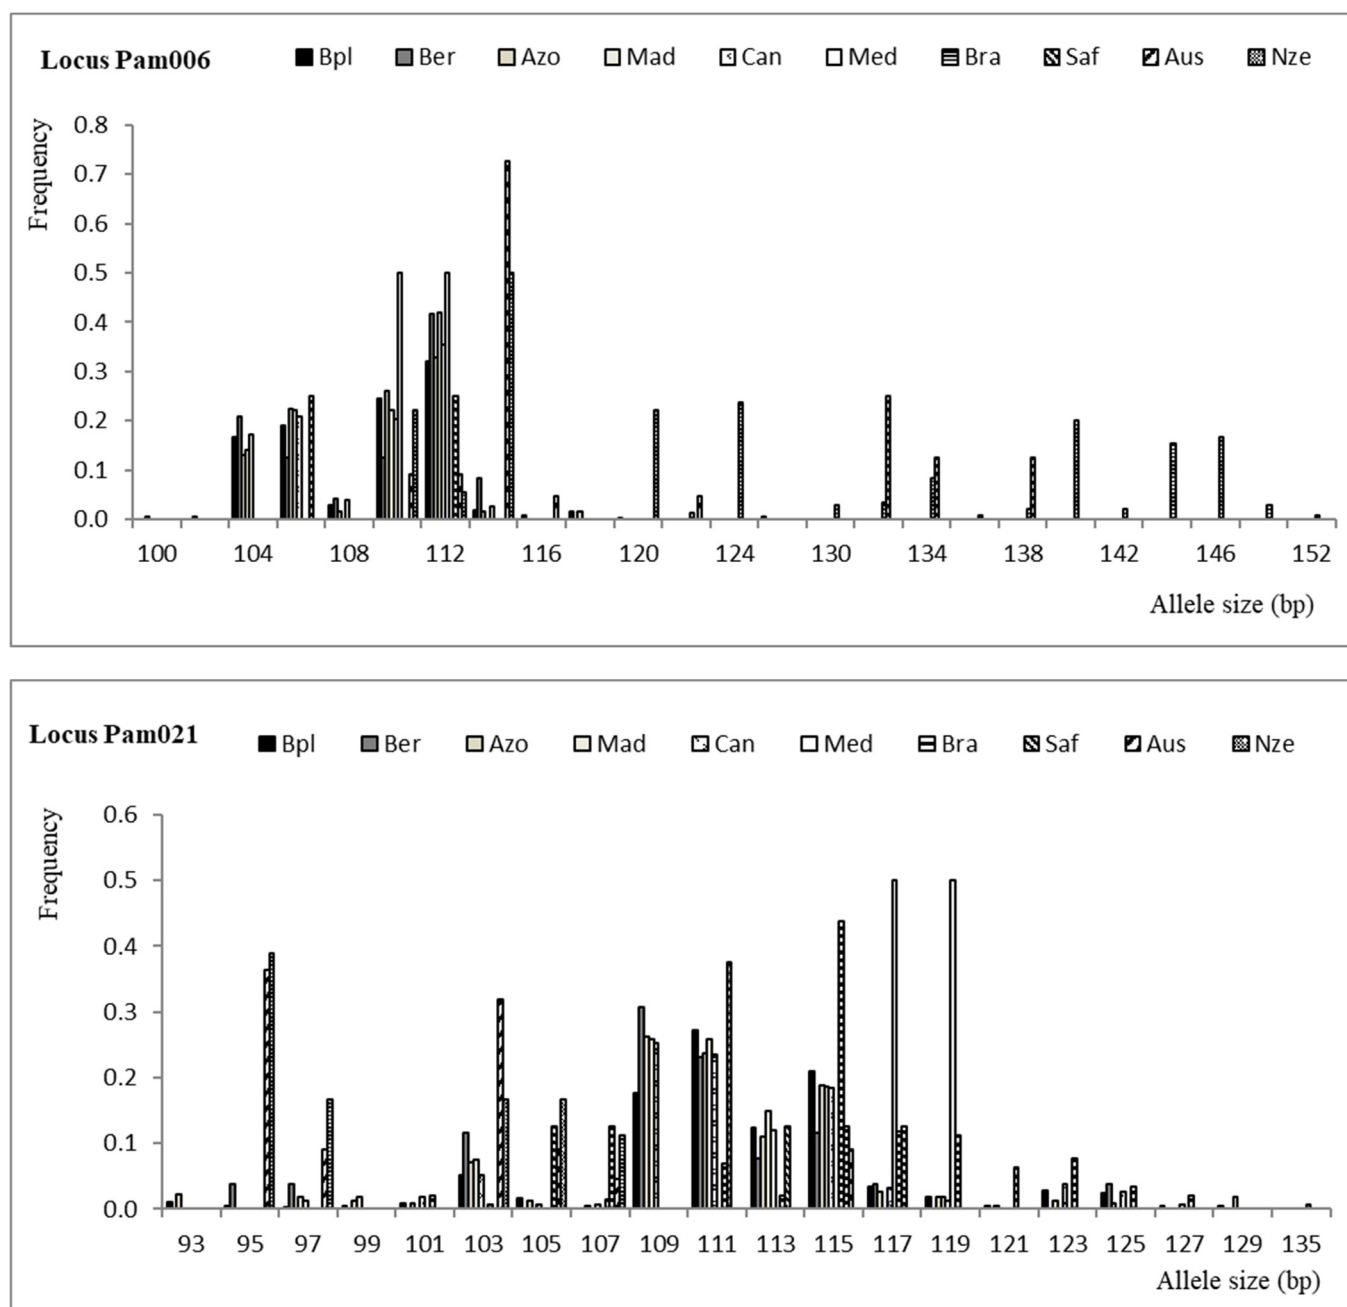 Locus Pam006 Bpl Ber Azo Mad Can Med Bra Saf Aus Nze
Frequency
0.8
0.7
0.6
0.5
0.4
0.3
0.2
0.1
0.0
100 104 108 112 116 120 124 130 134 138 142 146 152
Allele size (bp)
Locus Pam021 Bpl Ber Azo Mad Can Med Bra Saf Aus Nze
Frequency
0.6
0.5
0.4
0.3
0.2
0.1
0.0
93 95 97 99 101 103 105 107 109 111 113 115 117 119 121 123 125 127 129 135
Allele size (bp)